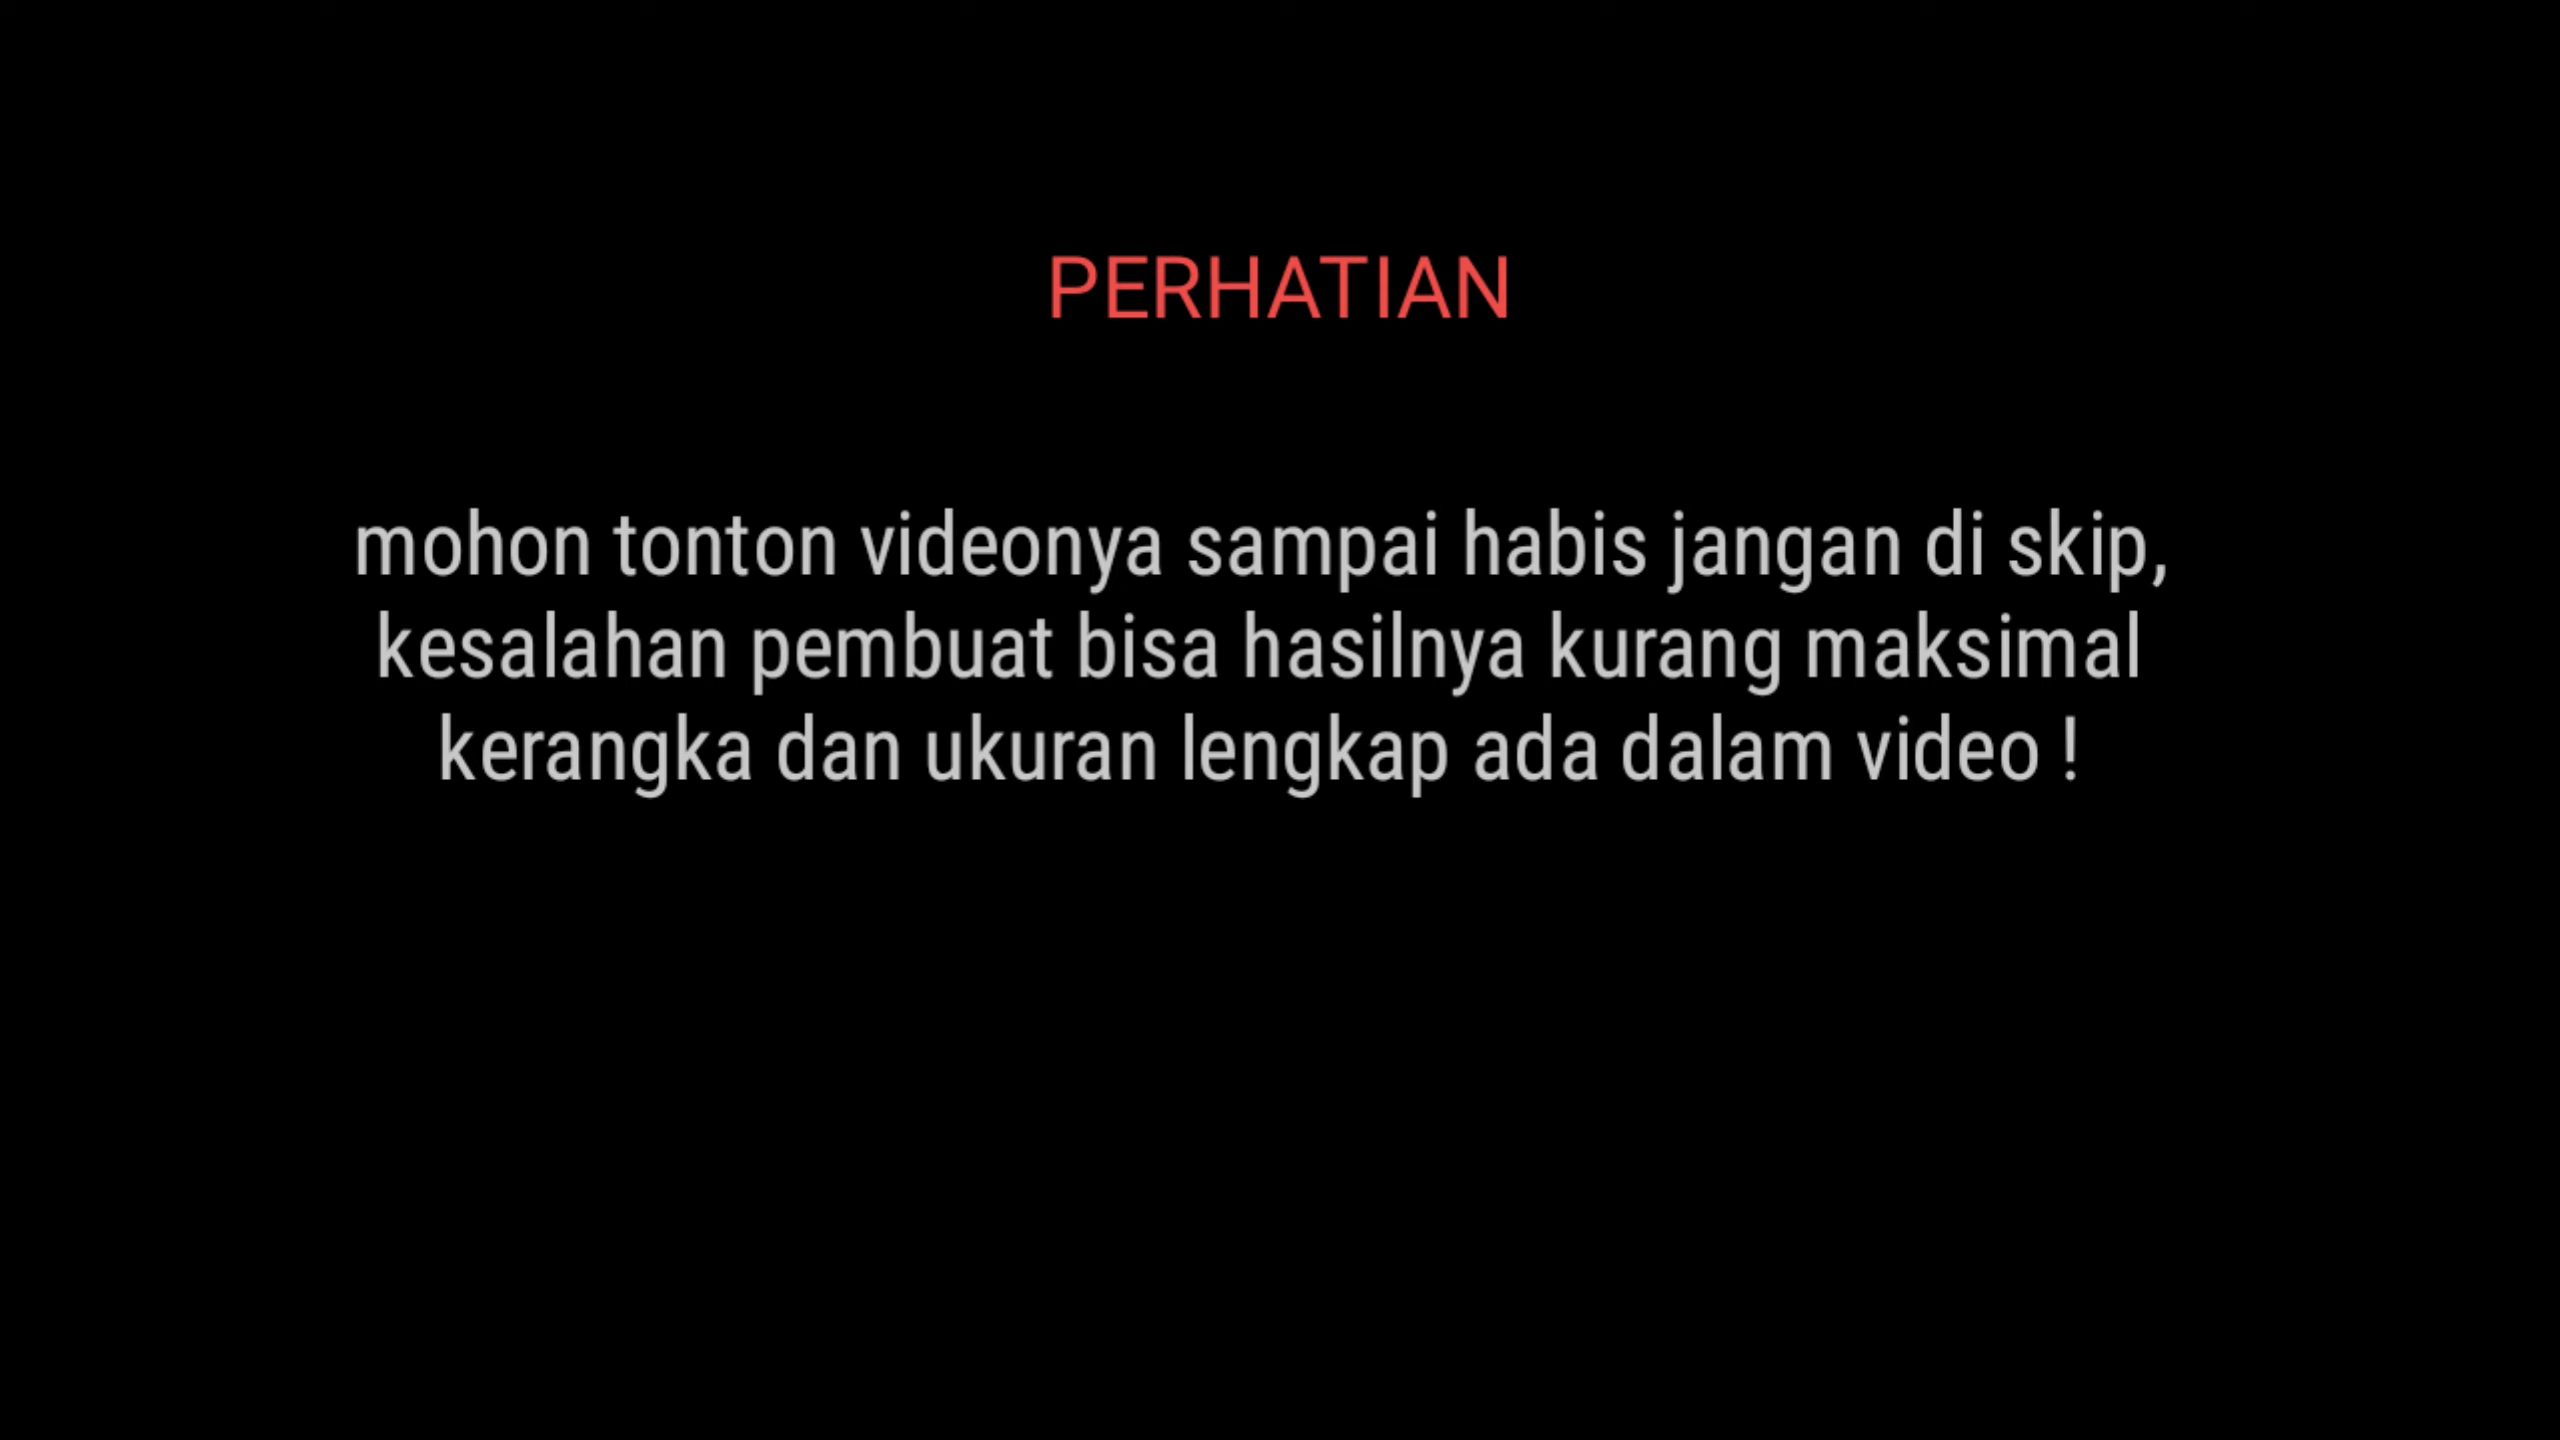 PERHATIAN
mohon tonton videonya sampai habis jangan di skip,
kesalahan pembuat bisa hasilnya kurang maksimal
kerangka dan ukuran lengkap ada dalam video !